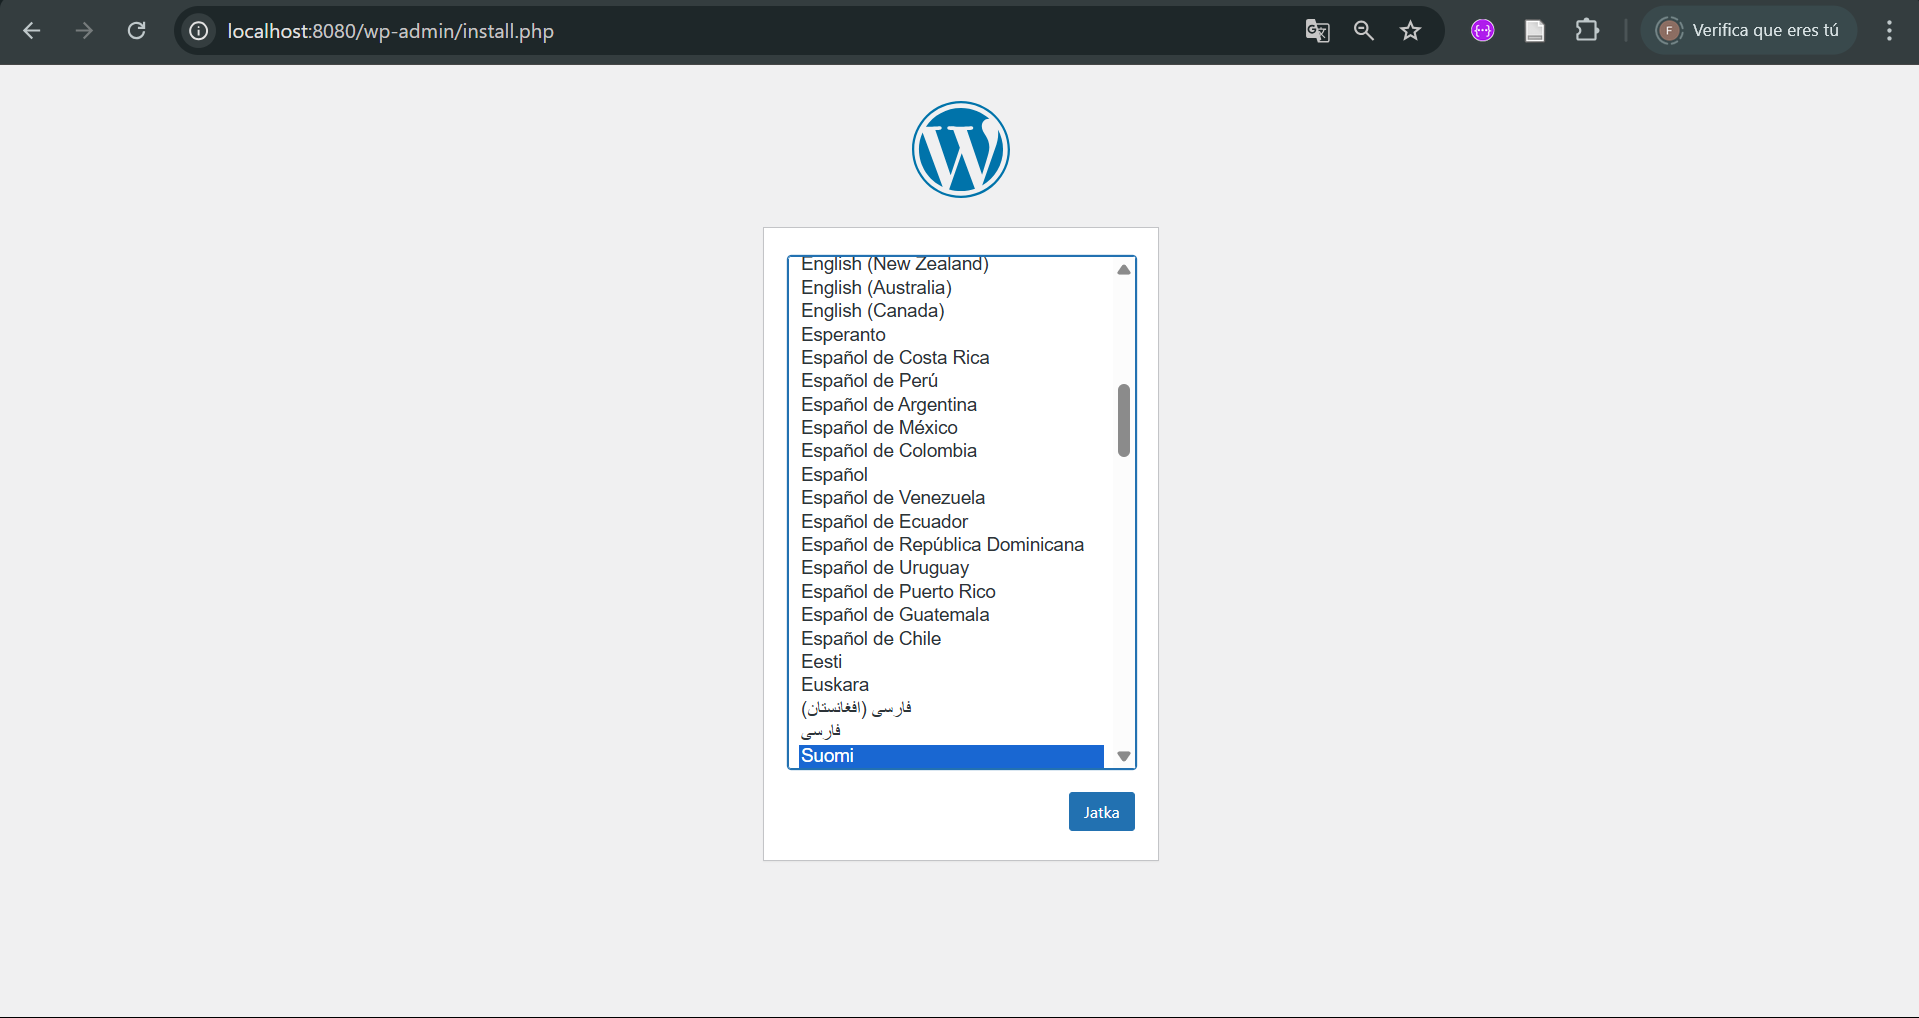 localhost:8080/wp-admin/install.php
F
Verifica que eres tú
W
English (New Zealand)
English (Australia)
English (Canada)
Esperanto
Español de Costa Rica
Español de Perú
Español de Argentina
Español de México
Español de Colombia
Español
Español de Venezuela
Español de Ecuador
Español de República Dominicana
Español de Uruguay
Español de Puerto Rico
Español de Guatemala
Español de Chile
Eesti
Euskara
فارسی (افغانستان)
فارسی
Suomi
Jatka